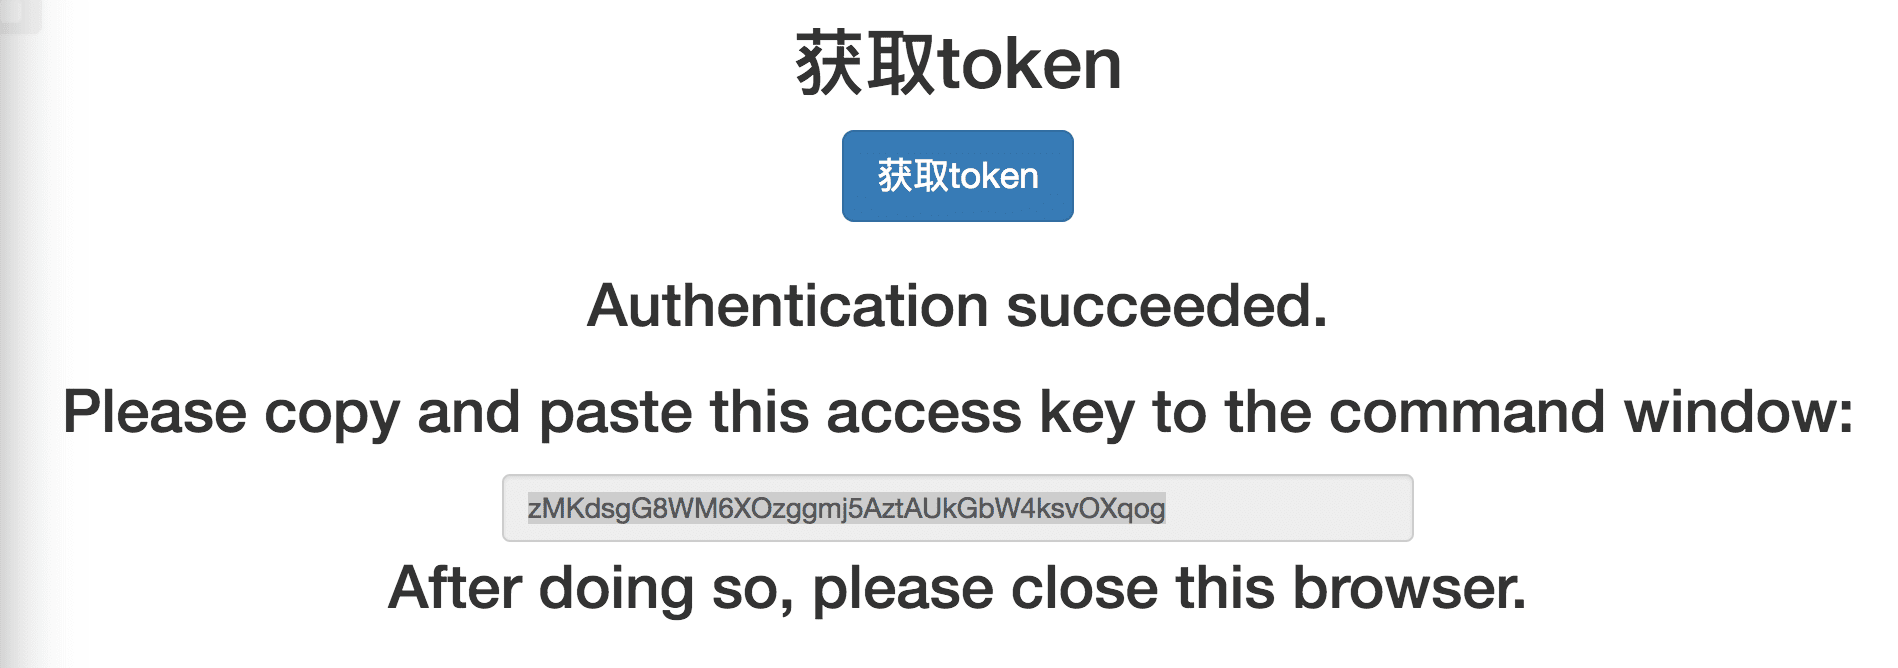 获取token
获取token
Authentication succeeded.
Please copy and paste this access key to the command window:
zMKdsgG8WM6XOzggmj5AztAUkGbW4ksvOXqog
After doing so, please close this browser.